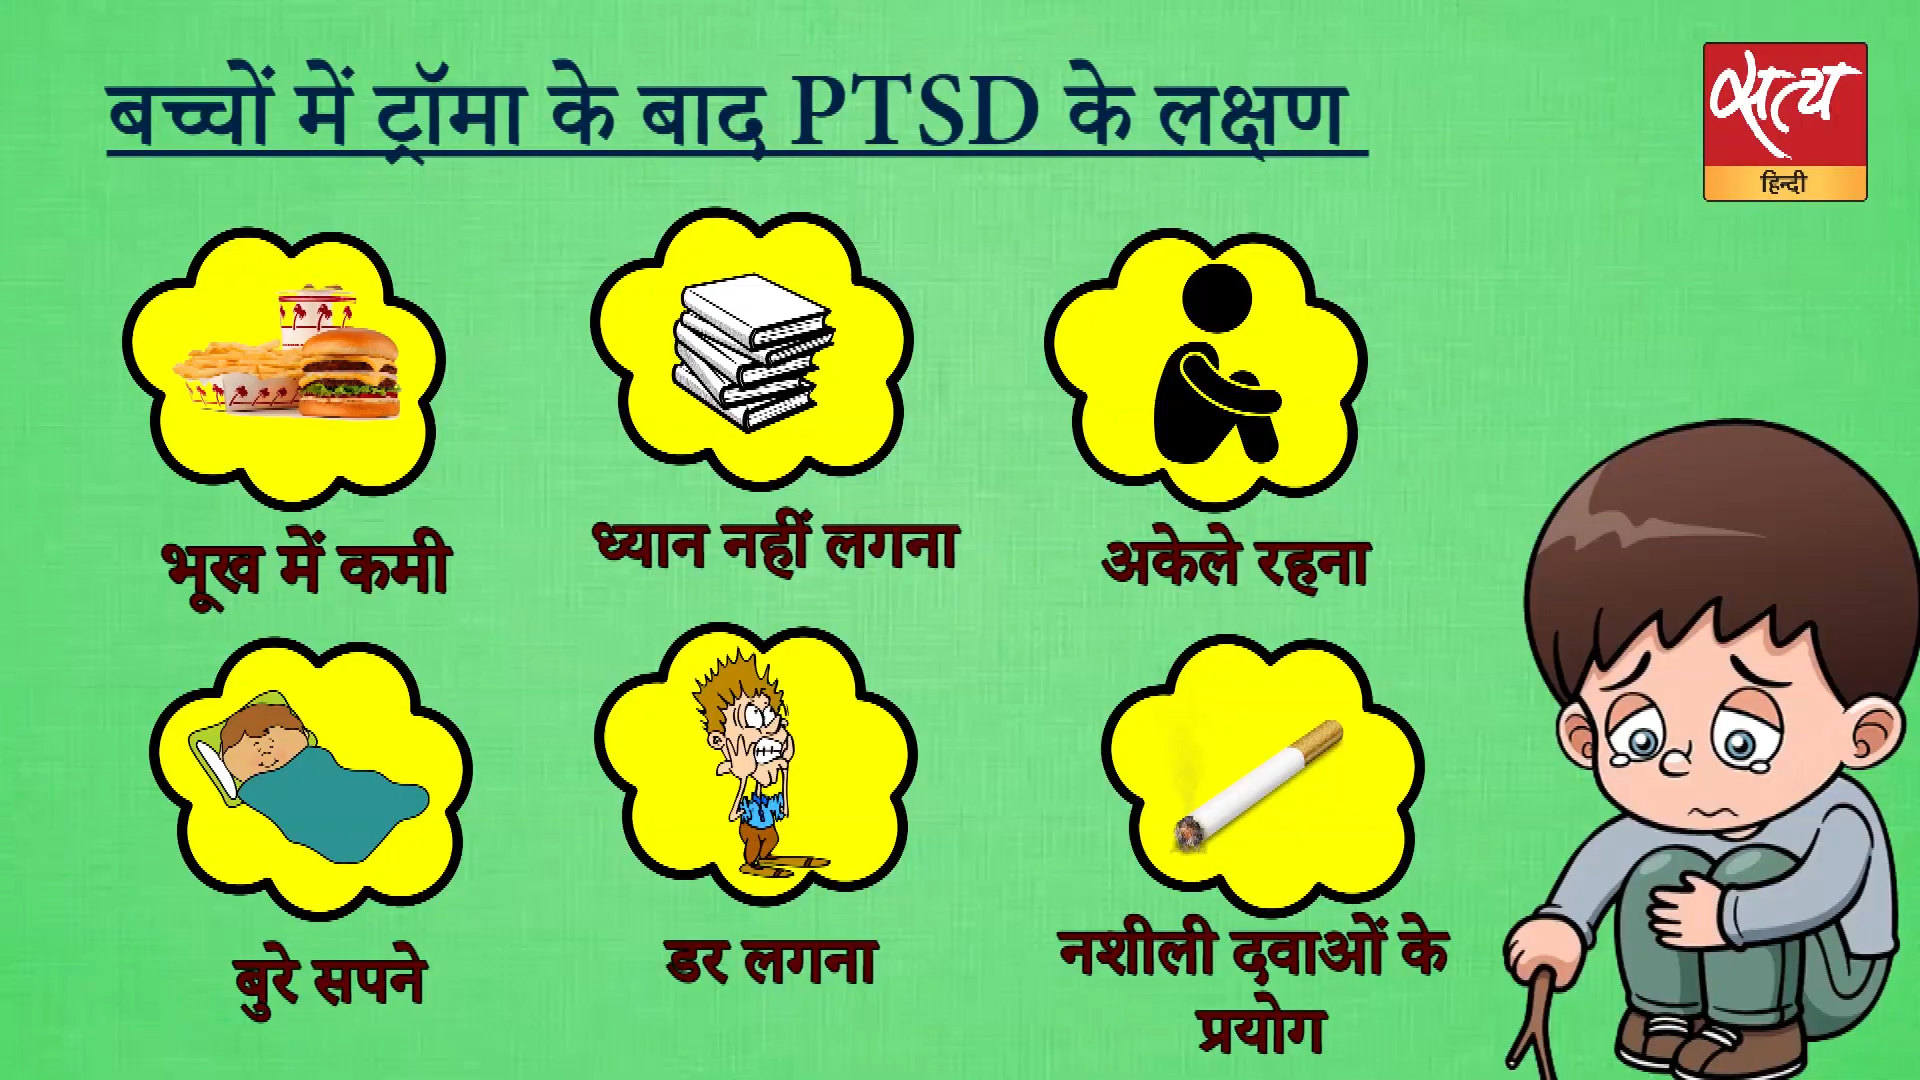 बच्चों में ट्रॉमा के बाद PTSD के लक्षण
सत्य
हिन्दी
भूख में कमी
ध्यान नहीं लगना
अकेले रहना
बुरे सपने
डर लगना
नशीली दवाओं के
प्रयोग